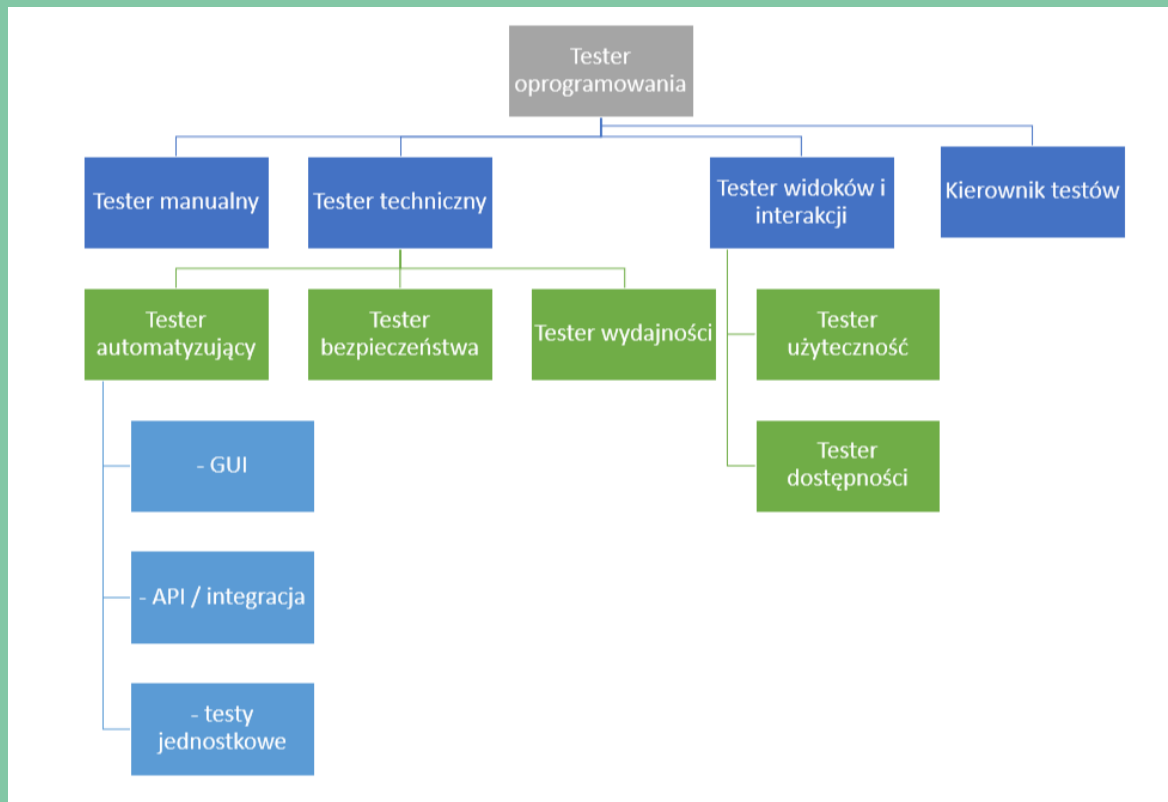 Tester
oprogramowania
Tester manualny
Tester techniczny
Tester widoków i
interakcji
Kierownik testów
Tester
automatyzujący
Tester
bezpieczeństwa
Tester wydajności
Tester
użyteczność
- GUI
Tester
dostępności
- API / integracja
- testy
jednostkowe